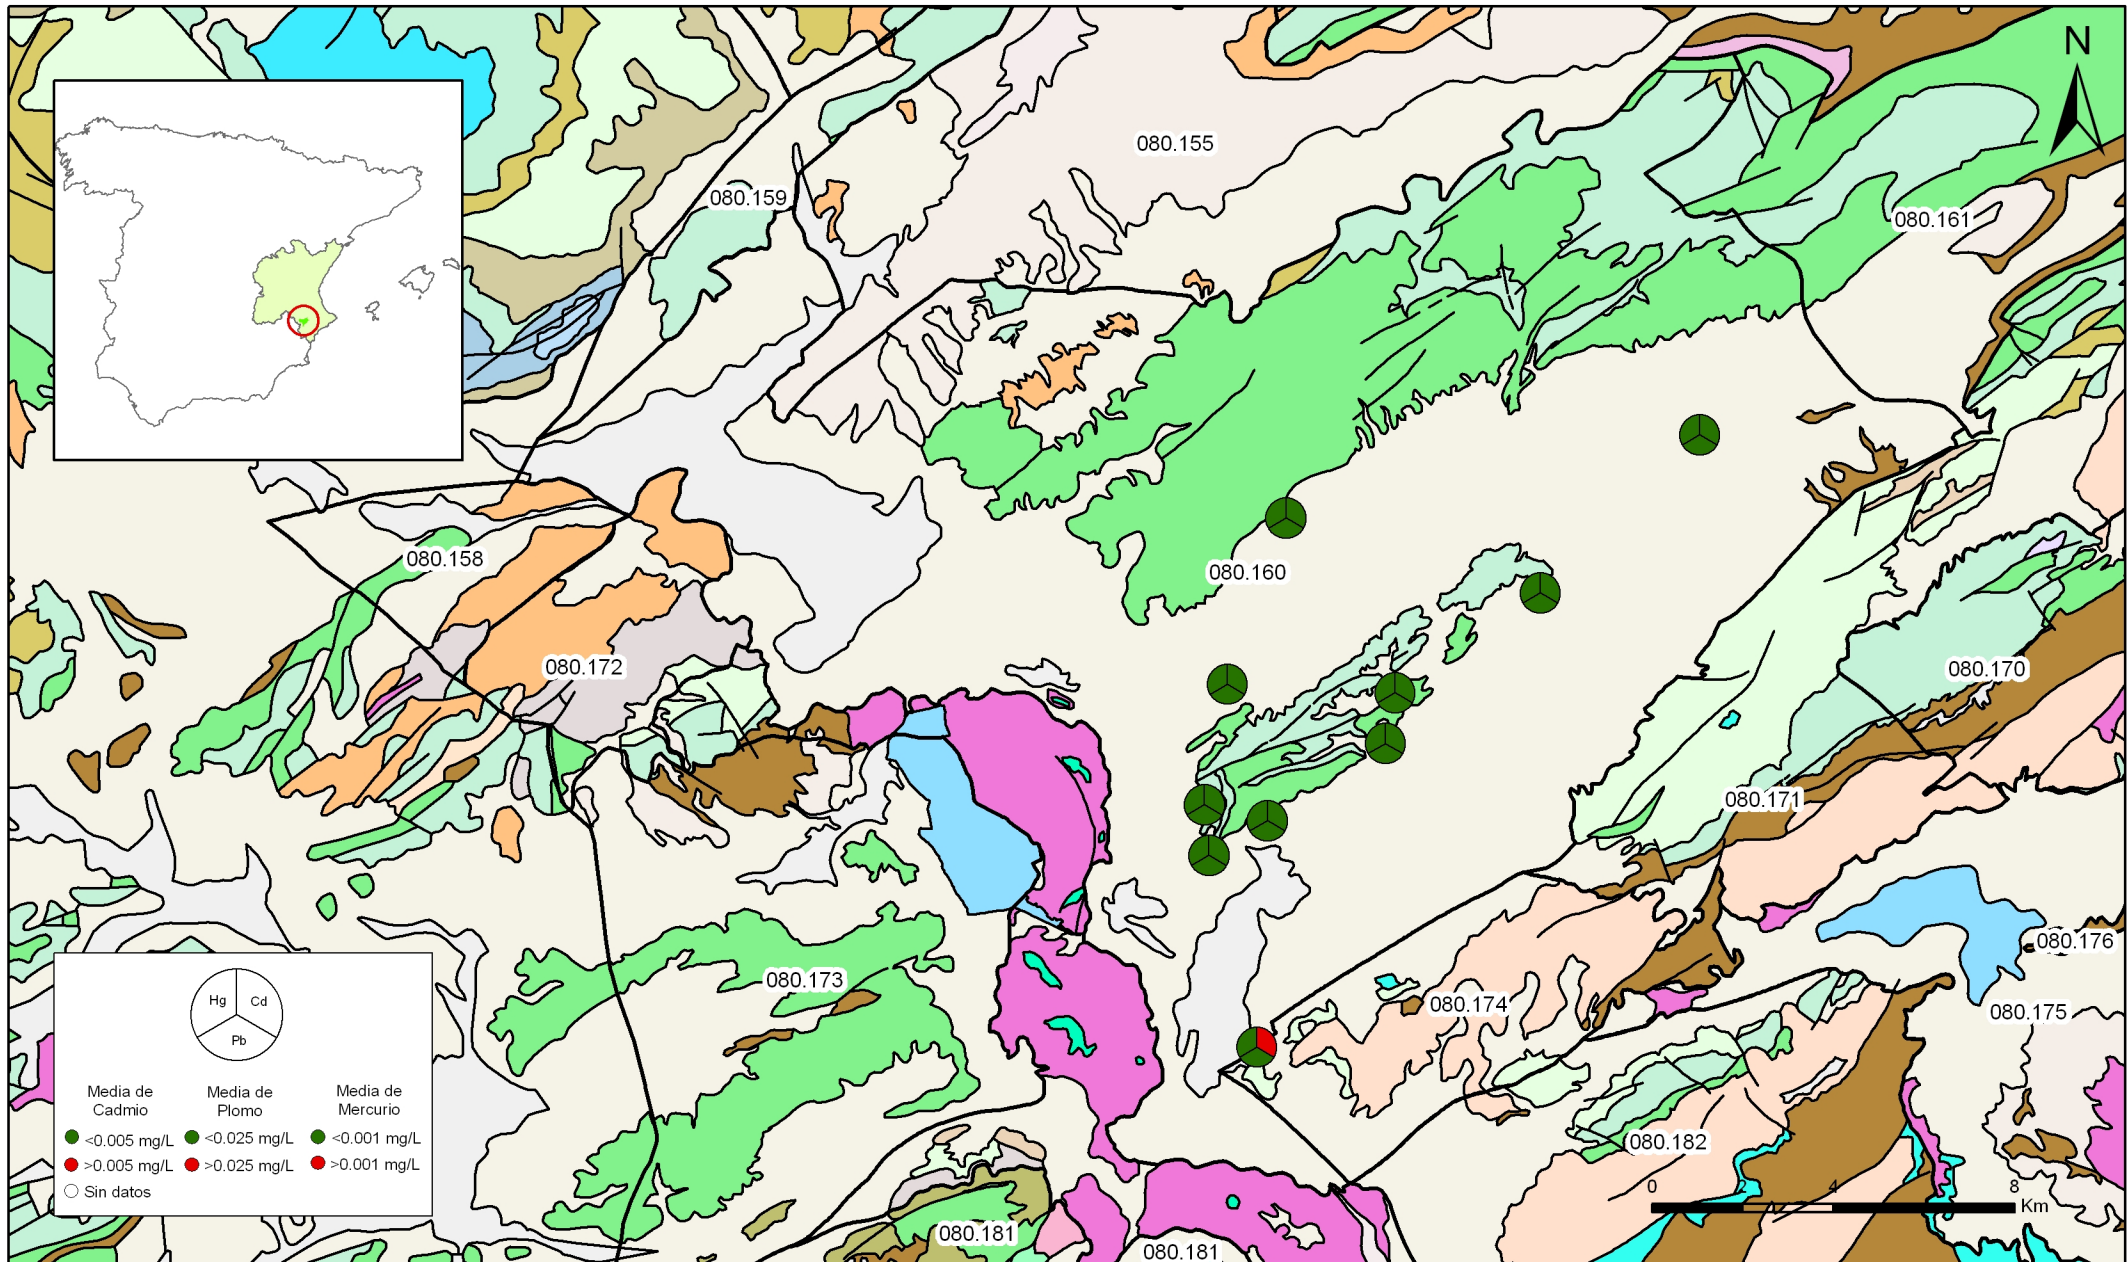 N
080.155
080.159
080.161
080.158
080.160
080.172
080.170
080.171
080.176
080.173
080.174
080.175
080.182
080.181
080.181
Hg
Cd
Pb
Media de
Cadmio
Media de
Plomo
Media de
Mercurio
<0.005 mg/L
<0.025 mg/L
<0.001 mg/L
>0.005 mg/L
>0.025 mg/L
>0.001 mg/L
Sin datos
0
2
4
8
Km